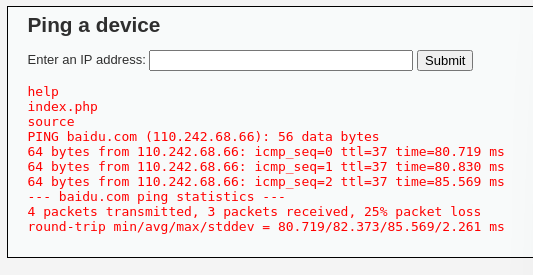 Ping a device
Enter an IP address: Submit
help
index.php
source
PING baidu.com (110.242.68.66): 56 data bytes
64 bytes from 110.242.68.66: icmp_seq=0 ttl=37 time=80.719 ms
64 bytes from 110.242.68.66: icmp_seq=1 ttl=37 time=80.830 ms
64 bytes from 110.242.68.66: icmp_seq=2 ttl=37 time=85.569 ms
--- baidu.com ping statistics ---
4 packets transmitted, 3 packets received, 25% packet loss
round-trip min/avg/max/stddev = 80.719/82.373/85.569/2.261 ms